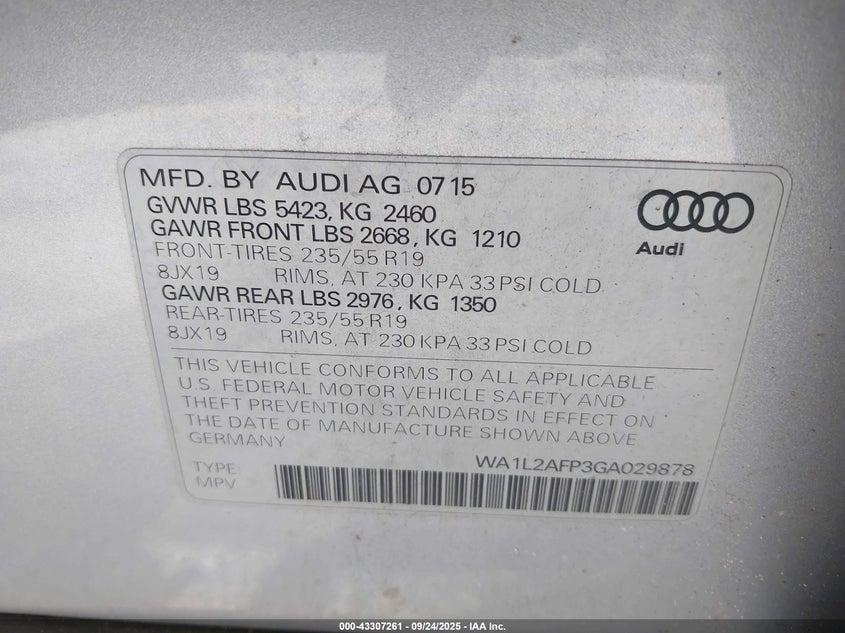 MFD. BY AUDI AG 0715
GVWR LBS 5423, KG 2460
GAWR FRONT LBS 2668, KG 1210
FRONT-TIRES 235/55 R19
8JX19 RIMS, AT 230 KPA 33 PSI COLD
GAWR REAR LBS 2976, KG 1350
REAR-TIRES 235/55 R19
8JX19 RIMS, AT 230 KPA 33 PSI COLD
Audi
THIS VEHICLE CONFORMS TO ALL APPLICABLE
U.S. FEDERAL MOTOR VEHICLE SAFETY AND
THEFT PREVENTION STANDARDS IN EFFECT ON
THE DATE OF MANUFACTURE SHOWN ABOVE
GERMANY
WA1L2AFP3GA029878
TYPE
MPV
000-43307261 - 09/24/2025 - IAA Inc.